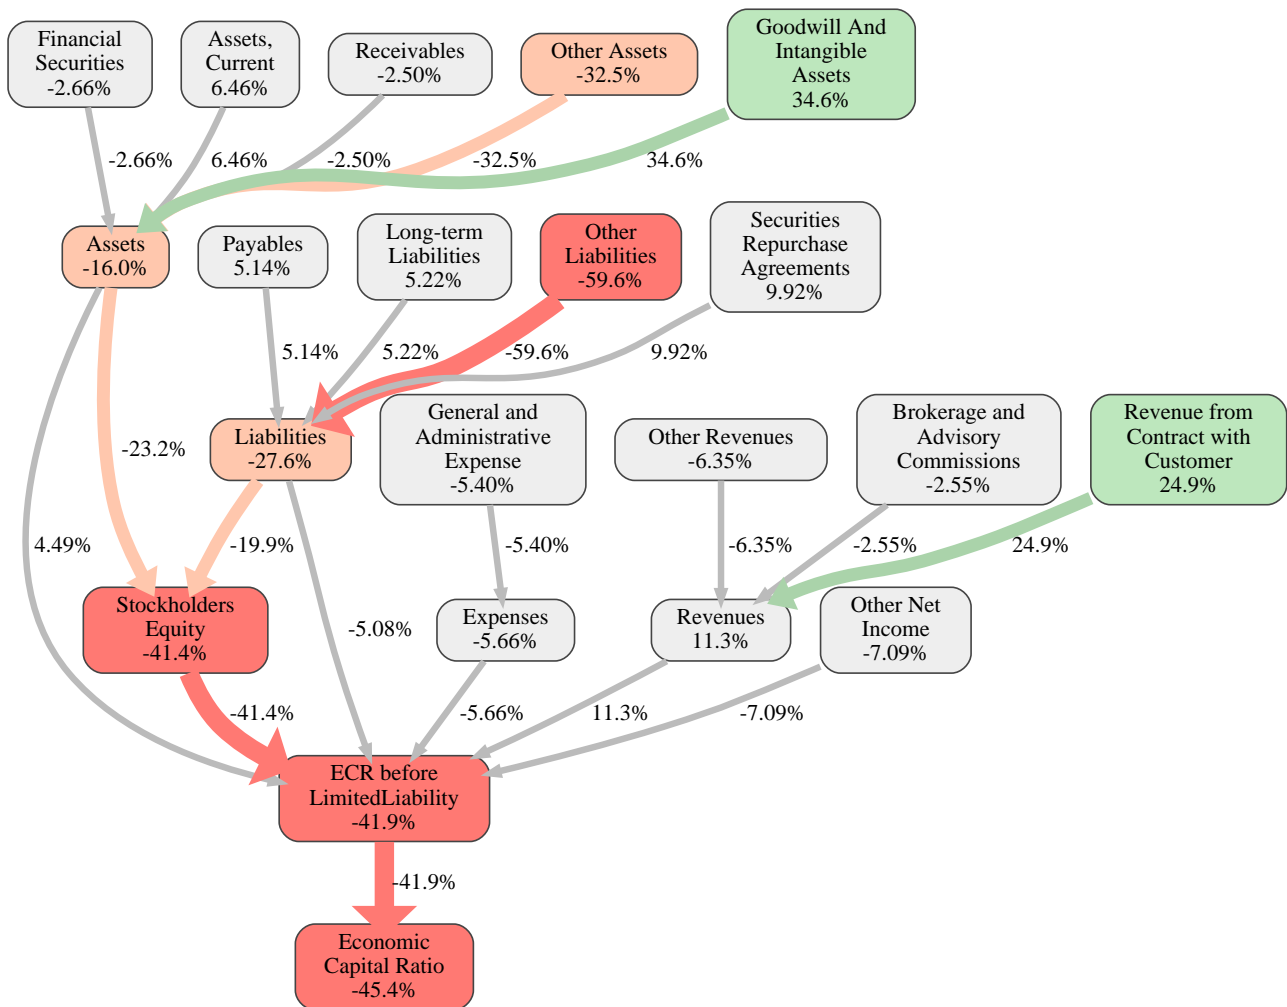 Financial
Securities
-2.66%
Assets,
Current
6.46%
Receivables
-2.50%
Other Assets
-32.5%
Goodwill And
Intangible
Assets
34.6%
-2.66%
6.46%
-2.50%
-32.5%
34.6%
Assets
-16.0%
Payables
5.14%
Long-term
Liabilities
5.22%
Other
Liabilities
-59.6%
Securities
Repurchase
Agreements
9.92%
5.14%
5.22%
-59.6%
9.92%
-23.2%
Liabilities
-27.6%
General and
Administrative
Expense
-5.40%
Other Revenues
-6.35%
Brokerage and
Advisory
Commissions
-2.55%
Revenue from
Contract with
Customer
24.9%
4.49%
-19.9%
-5.40%
-6.35%
-2.55%
24.9%
Stockholders
Equity
-41.4%
-5.08%
Expenses
-5.66%
Revenues
11.3%
Other Net
Income
-7.09%
-41.4%
-5.66%
11.3%
-7.09%
ECR before
LimitedLiability
-41.9%
-41.9%
Economic
Capital Ratio
-45.4%